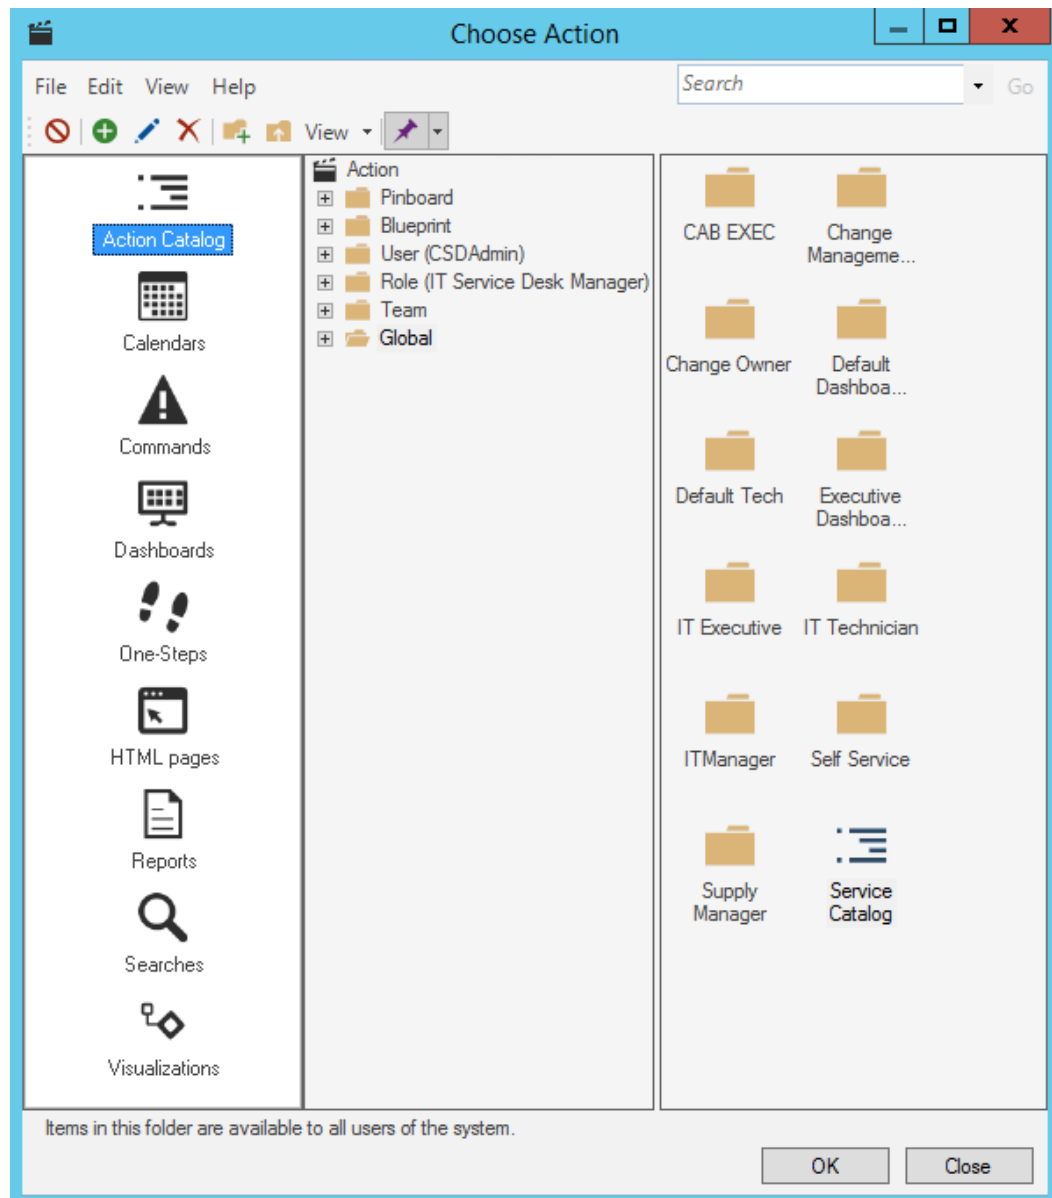 Choose Action
File Edit View Help
Search
Go
View
Action Catalog
Calendars
Commands
Dashboards
One-Steps
HTML pages
Reports
Searches
Visualizations
Action
Pinboard
Blueprint
User (CSDAdmin)
Role (IT Service Desk Manager)
Team
Global
CAB EXEC
Change
Manageme...
Change Owner
Default
Dashboa...
Default Tech
Executive
Dashboa...
IT Executive
IT Technician
ITManager
Self Service
Supply
Manager
Service
Catalog
Items in this folder are available to all users of the system.
OK
Close